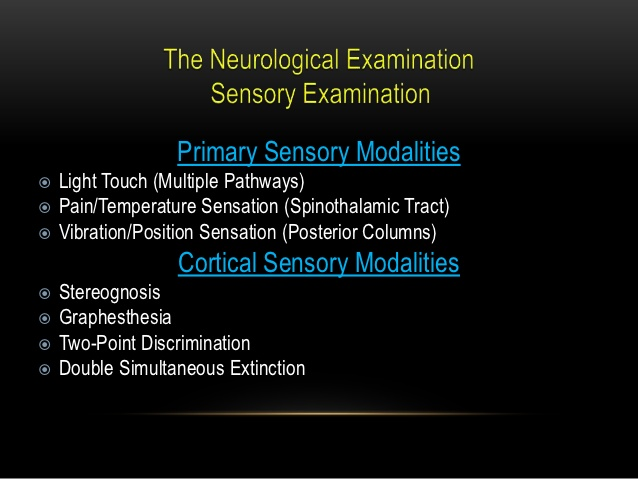 The Neurological Examination
Sensory Examination
Primary Sensory Modalities
Light Touch (Multiple Pathways)
Pain/Temperature Sensation (Spinothalamic Tract)
Vibration/Position Sensation (Posterior Columns)
Cortical Sensory Modalities
Stereognosis
Graphesthesia
Two-Point Discrimination
Double Simultaneous Extinction